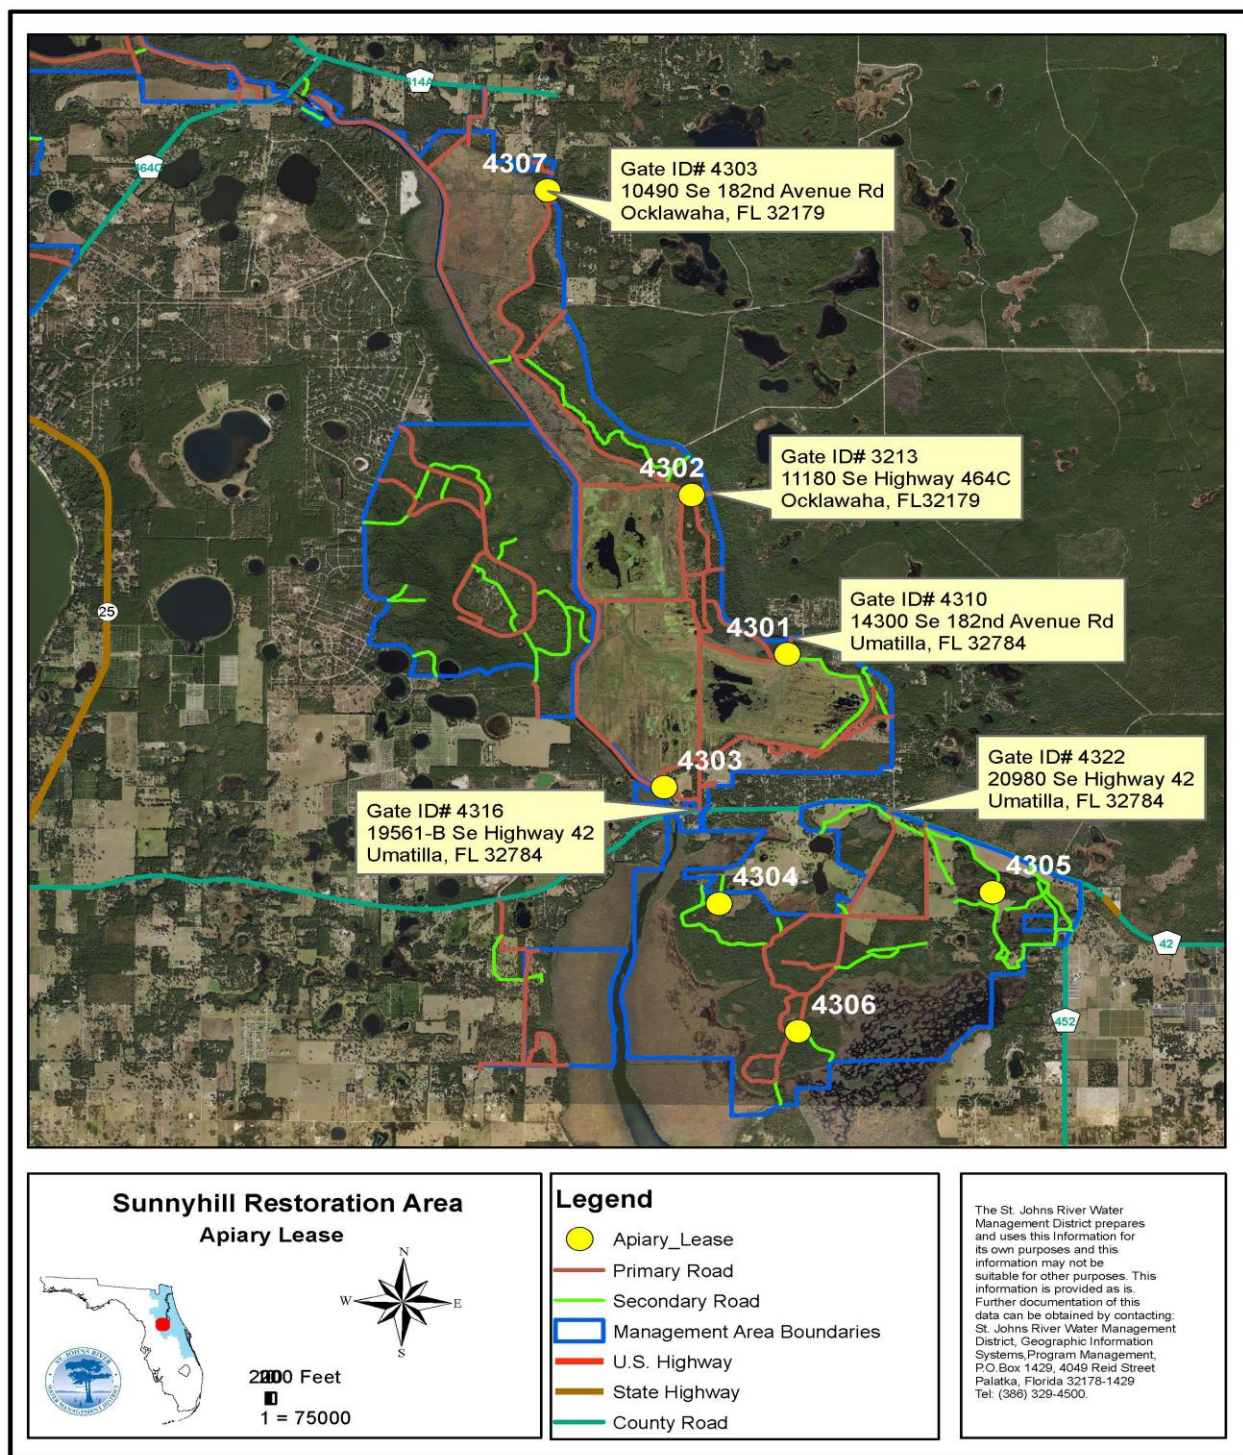 314A
464C
4307
Gate ID# 4303
10490 Se 182nd Avenue Rd
Ocklawaha, FL 32179
4302
Gate ID# 3213
11180 Se Highway 464C
Ocklawaha, FL32179
25
4301
Gate ID# 4310
14300 Se 182nd Avenue Rd
Umatilla, FL 32784
4303
Gate ID# 4322
20980 Se Highway 42
Umatilla, FL 32784
Gate ID# 4316
19561-B Se Highway 42
Umatilla, FL 32784
4304
4305
42
4306
452
Sunnyhill Restoration Area
Apiary Lease
N
W
E
S
ST. JOHNS RIVER
WATER MANAGEMENT DISTRICT
Feet
1 = 75000
Legend
Apiary_Lease
Primary Road
Secondary Road
Management Area Boundaries
U.S. Highway
State Highway
County Road
The St. Johns River Water
Management District prepares
and uses this Information for
its own purposes and this
information may not be
suitable for other purposes. This
information is provided as is.
Further documentation of this
data can be obtained by contacting:
St. Johns River Water Management
District, Geographic Information
Systems,Program Management,
P.O.Box 1429, 4049 Reid Street
Palatka, Florida 32178-1429
Tel: (386) 329-4500.